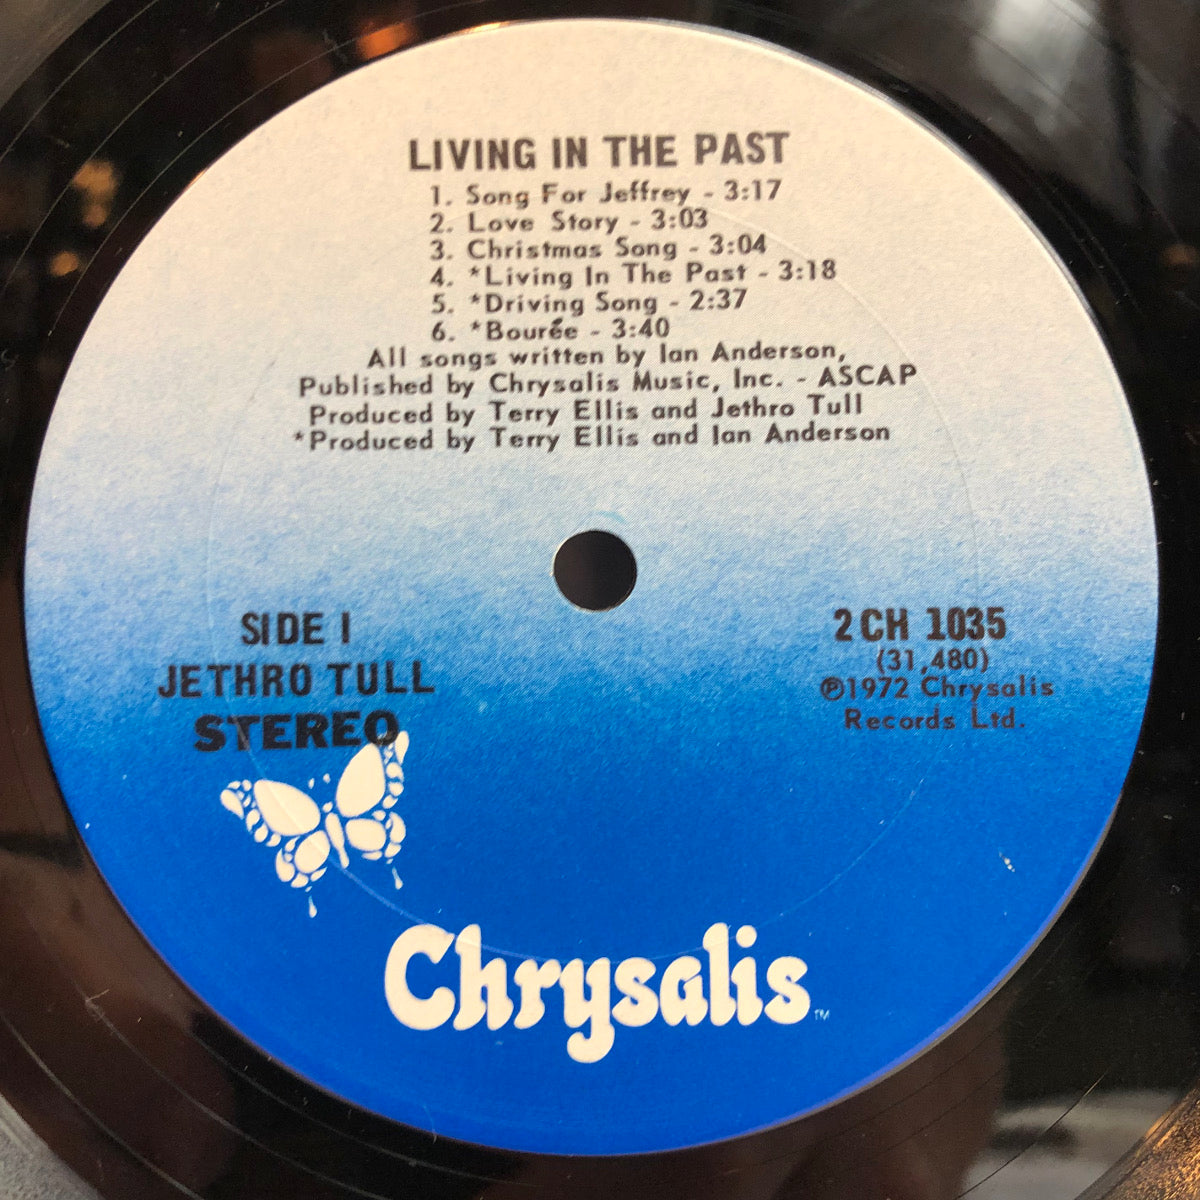 LIVING IN THE PAST
1. Song For Jeffrey - 3:17
2. Love Story - 3:03
3. Christmas Song - 3:04
4. *Living In The Past - 3:18
5. *Driving Song - 2:37
6. *Bourée - 3:40
All songs written by Ian Anderson,
Published by Chrysalis Music, Inc. - ASCAP
Produced by Terry Ellis and Jethro Tull
*Produced by Terry Ellis and Ian Anderson
SIDE I
JETHRO TULL
STEREO
2 CH 1035
(31,480)
℗1972 Chrysalis
Records Ltd.
Chrysalis™